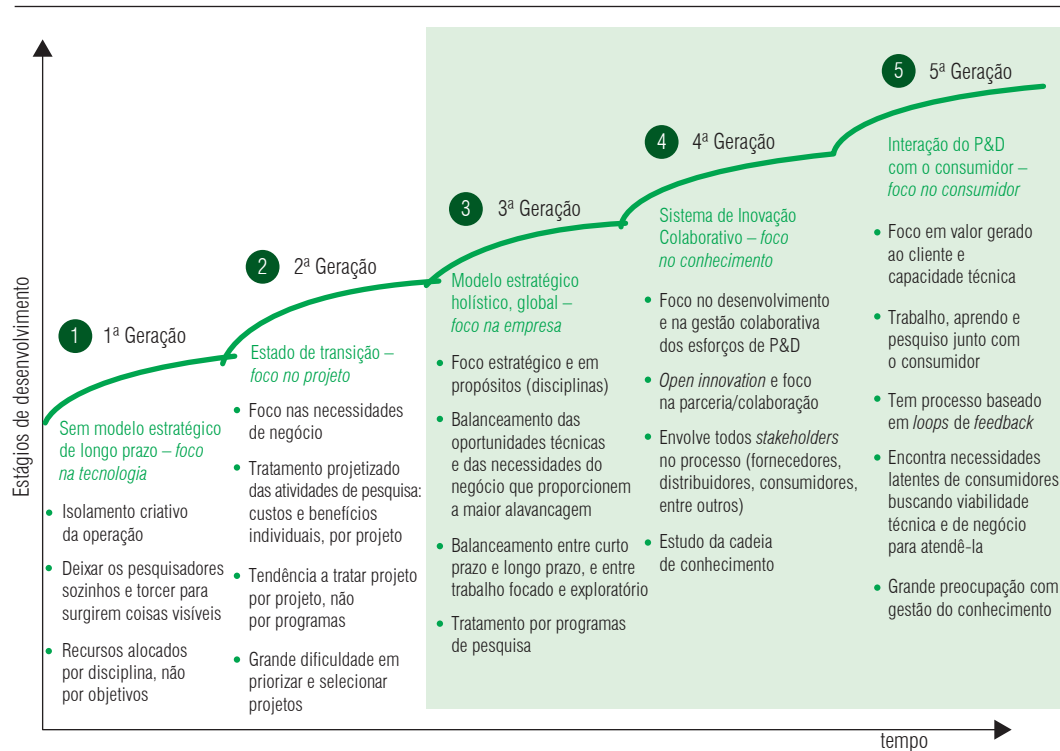 Estágios de desenvolvimento
1 1ª Geração
Sem modelo estratégico
de longo prazo – foco
na tecnologia
• Isolamento criativo
da operação
• Deixar os pesquisadores
sozinhos e torcer para
surgirem coisas visíveis
• Recursos alocados
por disciplina, não
por objetivos
2 2ª Geração
Estado de transição –
foco no projeto
• Foco nas necessidades
de negócio
• Tratamento projetizado
das atividades de pesquisa:
custos e benefícios
individuais, por projeto
• Tendência a tratar projeto
por projeto, não
por programas
• Grande dificuldade em
priorizar e selecionar
projetos
3 3ª Geração
Modelo estratégico
holístico, global –
foco na empresa
• Foco estratégico e em
propósitos (disciplinas)
• Balanceamento das
oportunidades técnicas
e das necessidades do
negócio que proporcionem
a maior alavancagem
• Balanceamento entre curto
prazo e longo prazo, e entre
trabalho focado e exploratório
• Tratamento por programas
de pesquisa
4 4ª Geração
Sistema de Inovação
Colaborativo – foco
no conhecimento
• Foco no desenvolvimento
e na gestão colaborativa
dos esforços de P&D
• Open innovation e foco
na parceria/colaboração
• Envolve todos stakeholders
no processo (fornecedores,
distribuidores, consumidores,
entre outros)
• Estudo da cadeia
de conhecimento
5 5ª Geração
Interação do P&D
com o consumidor –
foco no consumidor
• Foco em valor gerado
ao cliente e
capacidade técnica
• Trabalho, aprendo e
pesquiso junto com
o consumidor
• Tem processo baseado
em loops de feedback
• Encontra necessidades
latentes de consumidores
buscando viabilidade
técnica e de negócio
para atendê-la
• Grande preocupação com
gestão do conhecimento
tempo